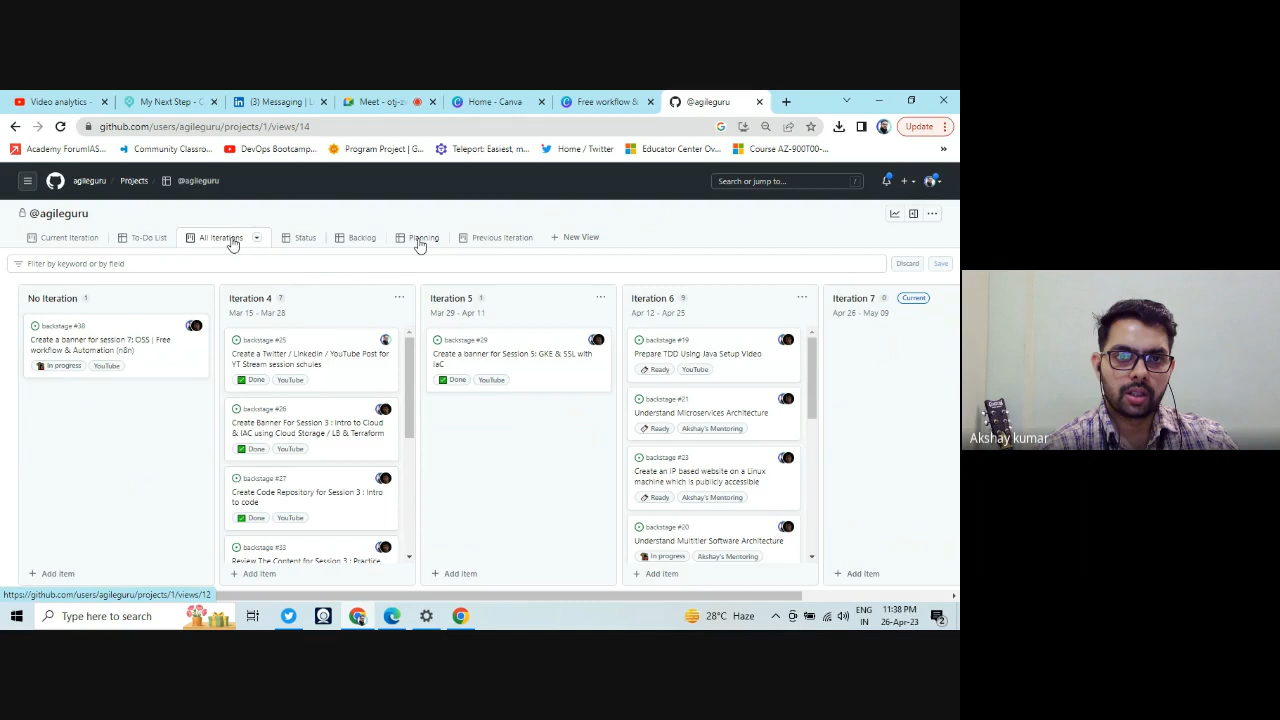 Video analytics -
My Next Step - C
(3) Messaging | L
Meet - otj-z
Home - Canva
Free workflow &
@agileguru
github.com/users/agileguru/projects/1/views/14
Update
Academy ForumIAS...
Community Classro...
DevOps Bootcamp...
Program Project | G...
Teleport: Easiest, m...
Home / Twitter
Educator Center Ov...
Course AZ-900T00-...
»
agileguru / Projects / @agileguru
Search or jump to... /
@agileguru
Current Iteration
To-Do List
All Iterations
Status
Backlog
Planning
Previous Iteration
+ New View
Filter by keyword or by field
Discard
Save
No Iteration 1
backstage #38
Create a banner for session 7: OSS | Free
workflow & Automation (n8n)
In progress YouTube
+ Add item
Iteration 4 7
Mar 15 - Mar 28
backstage #25
Create a Twitter / Linkedin / YouTube Post for
YT Stream session schules
Done YouTube
backstage #26
Create Banner For Session 3 : Intro to Cloud
& IAC using Cloud Storage / LB & Terraform
Done YouTube
backstage #27
Create Code Repository for Session 3 : Intro
to code
Done YouTube
backstage #33
Review The Content for Session 3 : Practice
+ Add item
Iteration 5 1
Mar 29 - Apr 11
backstage #29
Create a banner for Session 5: GKE & SSL with
IaC
Done YouTube
+ Add item
Iteration 6 9
Apr 12 - Apr 25
backstage #19
Prepare TDD Using Java Setup Video
Ready YouTube
backstage #21
Understand Microservices Architecture
Ready Akshay's Mentoring
backstage #23
Create an IP based website on a Linux
machine which is publicly accessible
Ready Akshay's Mentoring
backstage #20
Understand Multitier Software Architecture
In progress Akshay's Mentoring
+ Add item
Iteration 7 0 Current
Apr 26 - May 09
+ Add item
Akshay kumar
https://github.com/users/agileguru/projects/1/views/12
Type here to search
28°C Haze
ENG
IN
11:38 PM
26-Apr-23
2